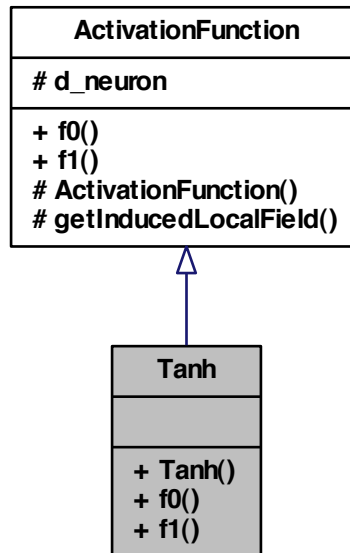 ActivationFunction
# d_neuron
+ f0()
+ f1()
# ActivationFunction()
# getInducedLocalField()
Tanh
+ Tanh()
+ f0()
+ f1()